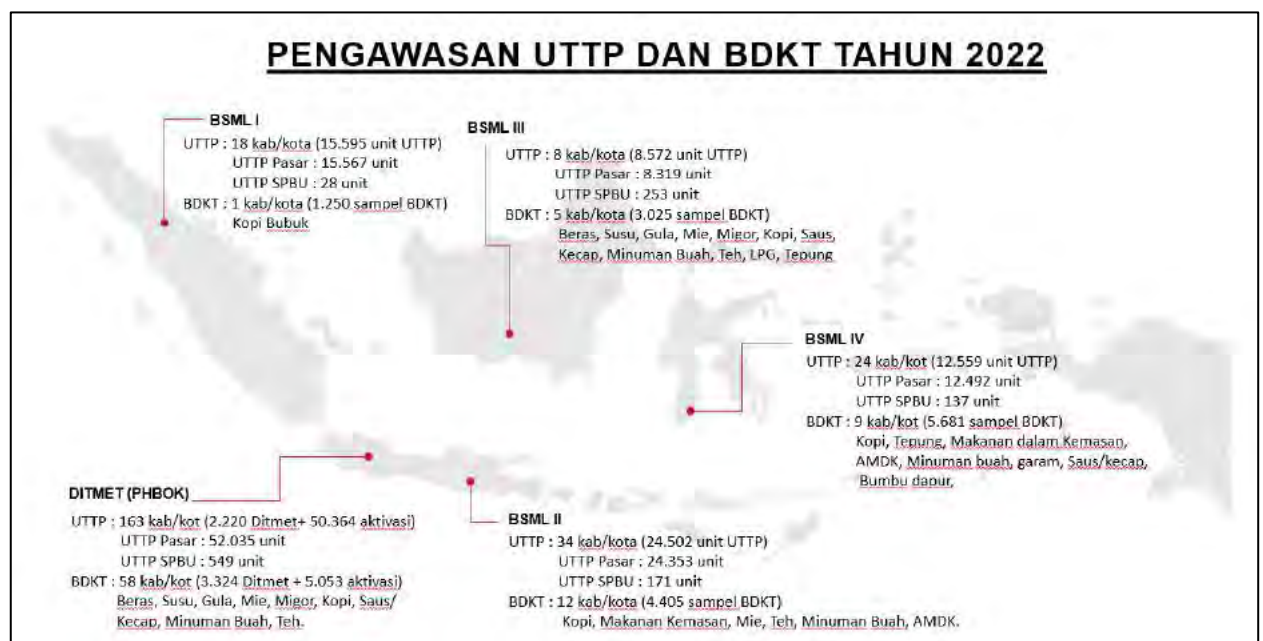 PENGAWASAN UTTP DAN BDKT TAHUN 2022
BSML I
UTTP : 18 kab/kota (15.595 unit UTTP)
UTTP Pasar : 15.567 unit
UTTP SPBU : 28 unit
BDKT : 1 kab/kota (1.250 sampel BDKT)
Kopi Bubuk
BSML III
UTTP : 8 kab/kota (8.572 unit UTTP)
UTTP Pasar : 8.319 unit
UTTP SPBU : 253 unit
BDKT : 5 kab/kota (3.025 sampel BDKT)
Beras, Susu, Gula, Mie, Migor, Kopi, Saus,
Kecap, Minuman Buah, Teh, LPG, Tepung
BSML IV
UTTP : 24 kab/kot (12.559 unit UTTP)
UTTP Pasar : 12.492 unit
UTTP SPBU : 137 unit
BDKT : 9 kab/kot (5.681 sampel BDKT)
Kopi, Tepung, Makanan dalam Kemasan,
AMDK, Minuman buah, garam, Saus/kecap,
Bumbu dapur,
DITMET (PHBOK)
UTTP : 163 kab/kot (2.220 Ditmet+ 50.364 aktivasi)
UTTP Pasar : 52.035 unit
UTTP SPBU : 549 unit
BDKT : 58 kab/kot (3.324 Ditmet + 5.053 aktivasi)
Beras, Susu, Gula, Mie, Migor, Kopi, Saus/
Kecap, Minuman Buah, Teh.
BSML II
UTTP : 34 kab/kota (24.502 unit UTTP)
UTTP Pasar : 24.353 unit
UTTP SPBU : 171 unit
BDKT : 12 kab/kota (4.405 sampel BDKT)
Kopi, Makanan Kemasan, Mie, Teh, Minuman Buah, AMDK.